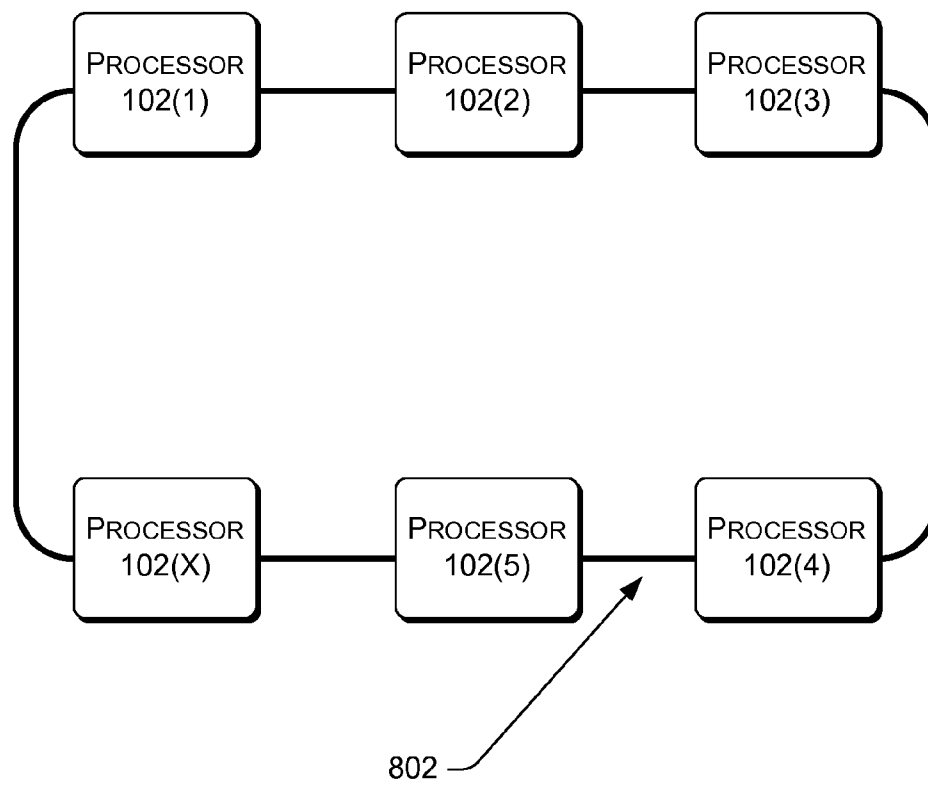 PROCESSOR
102(1)
PROCESSOR
102(2)
PROCESSOR
102(3)
PROCESSOR
102(X)
PROCESSOR
102(5)
PROCESSOR
102(4)
802